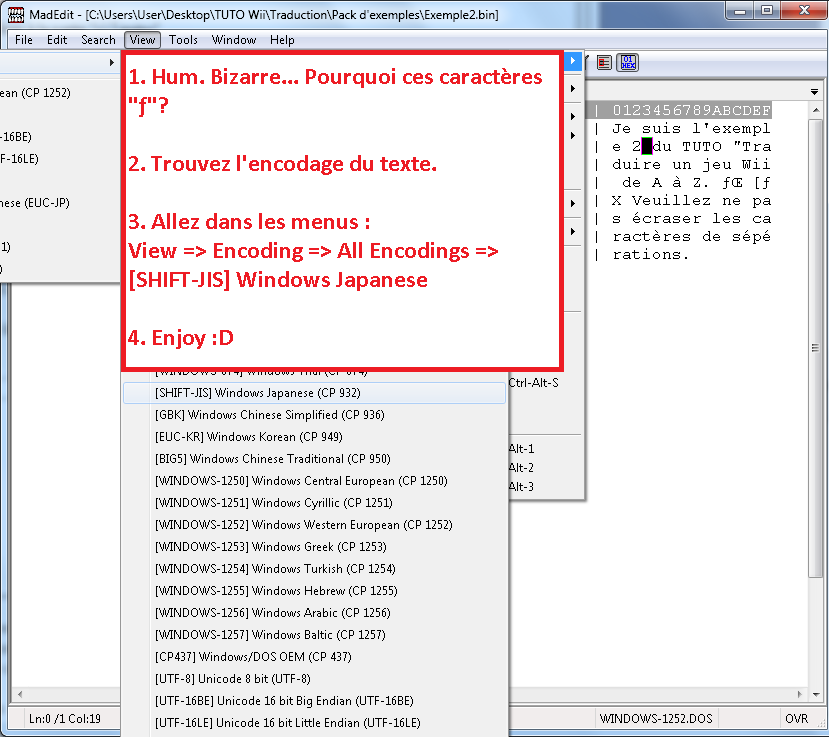 MadEdit - [C:\Users\User\Desktop\TUTO Wii\Traduction\Pack d'exemples\Exemple2.bin]
File Edit Search View Tools Window Help
1. Hum. Bizarre... Pourquoi ces caractères
"ƒ"?
2. Trouvez l'encodage du texte.
3. Allez dans les menus :
View => Encoding => All Encodings =>
[SHIFT-JIS] Windows Japanese
4. Enjoy :D
ean (CP 1252)
-16BE)
F-16LE)
nese (EUC-JP)
1)
)
| 0123456789ABCDEF
| Je suis l'exempl
| e 2 du TUTO "Tra
| duire un jeu Wii
|  de A à Z. ƒŒ [ƒ
| X Veuillez ne pa
| s écraser les ca
| ractères de sépé
| rations.
[WINDOWS-874] Windows Thai (CP 874)
[SHIFT-JIS] Windows Japanese (CP 932)
[GBK] Windows Chinese Simplified (CP 936)
[EUC-KR] Windows Korean (CP 949)
[BIG5] Windows Chinese Traditional (CP 950)
[WINDOWS-1250] Windows Central European (CP 1250)
[WINDOWS-1251] Windows Cyrillic (CP 1251)
[WINDOWS-1252] Windows Western European (CP 1252)
[WINDOWS-1253] Windows Greek (CP 1253)
[WINDOWS-1254] Windows Turkish (CP 1254)
[WINDOWS-1255] Windows Hebrew (CP 1255)
[WINDOWS-1256] Windows Arabic (CP 1256)
[WINDOWS-1257] Windows Baltic (CP 1257)
[CP437] Windows/DOS OEM (CP 437)
[UTF-8] Unicode 8 bit (UTF-8)
[UTF-16BE] Unicode 16 bit Big Endian (UTF-16BE)
[UTF-16LE] Unicode 16 bit Little Endian (UTF-16LE)
Ctrl-Alt-S
Alt-1
Alt-2
Alt-3
Ln:0 /1 Col:19
WINDOWS-1252.DOS
OVR